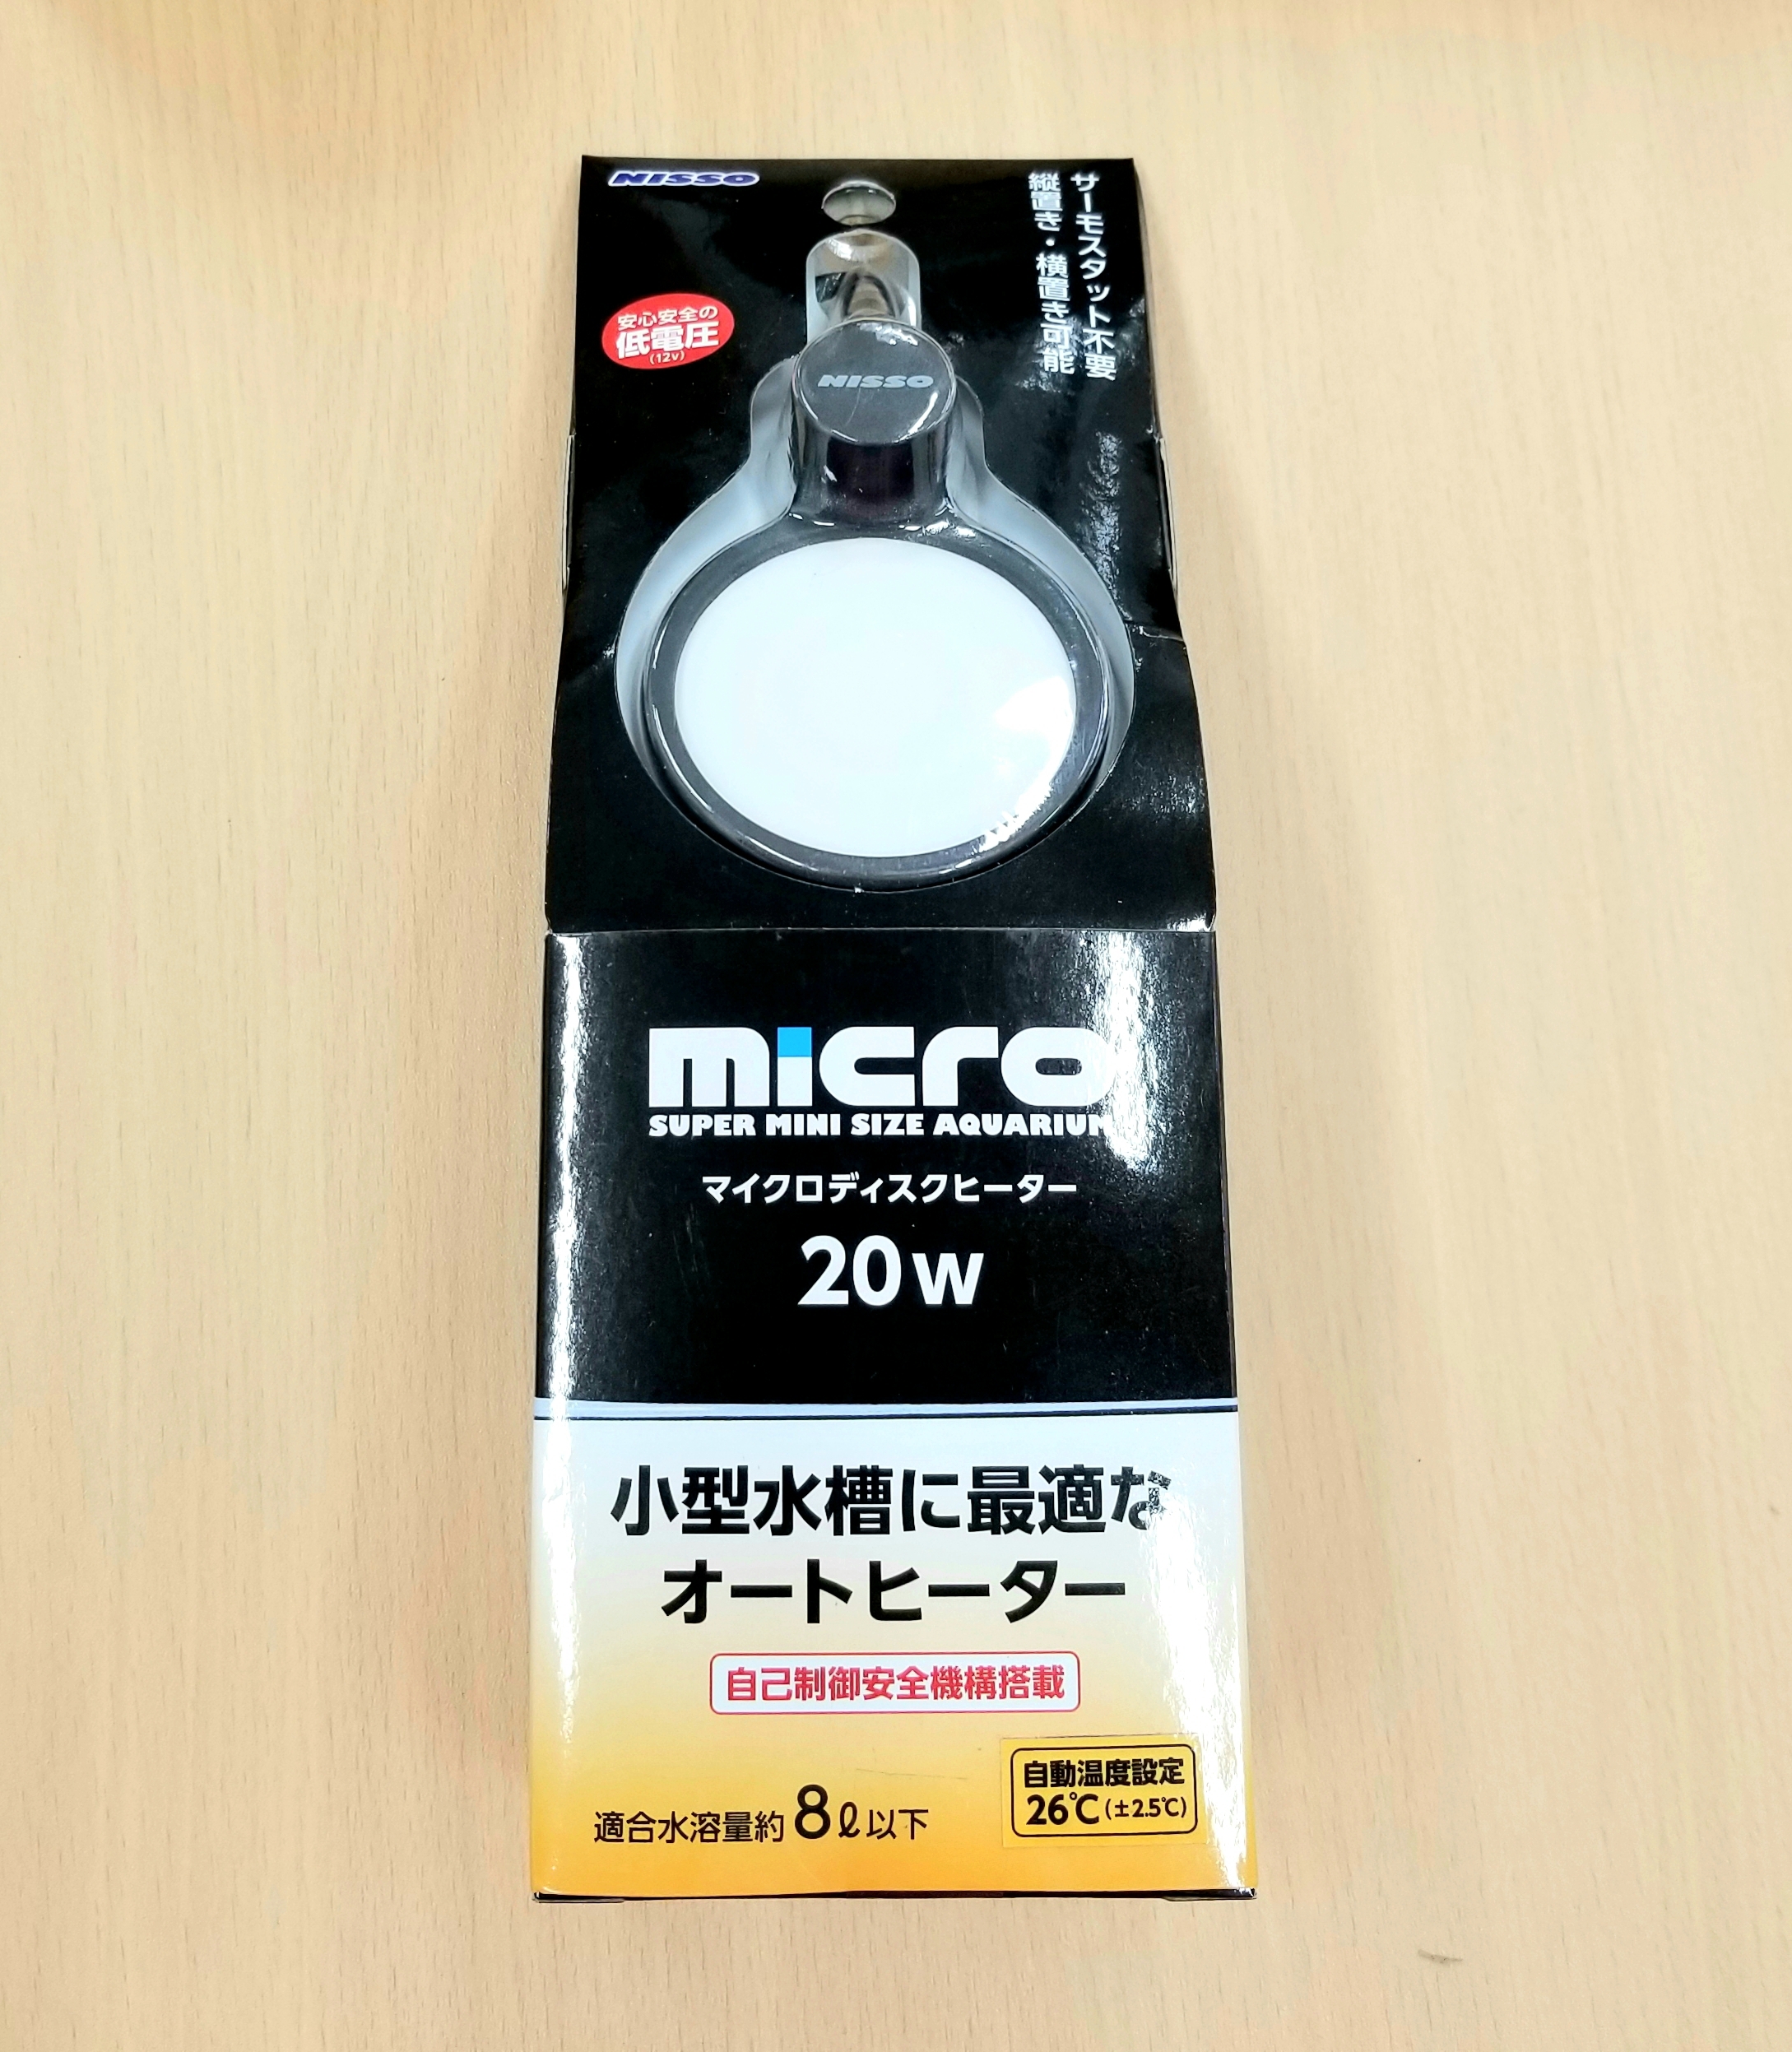 NISSO
サーモスタット不要
縦置き・横置き可能
安心安全の
低電圧
(12v)
NISSO
micro
SUPER MINI SIZE AQUARIUM
マイクロディスクヒーター
20w
小型水槽に最適な
オートヒーター
自己制御安全機構搭載
自動温度設定
26℃(±2.5℃)
適合水溶量約8ℓ以下